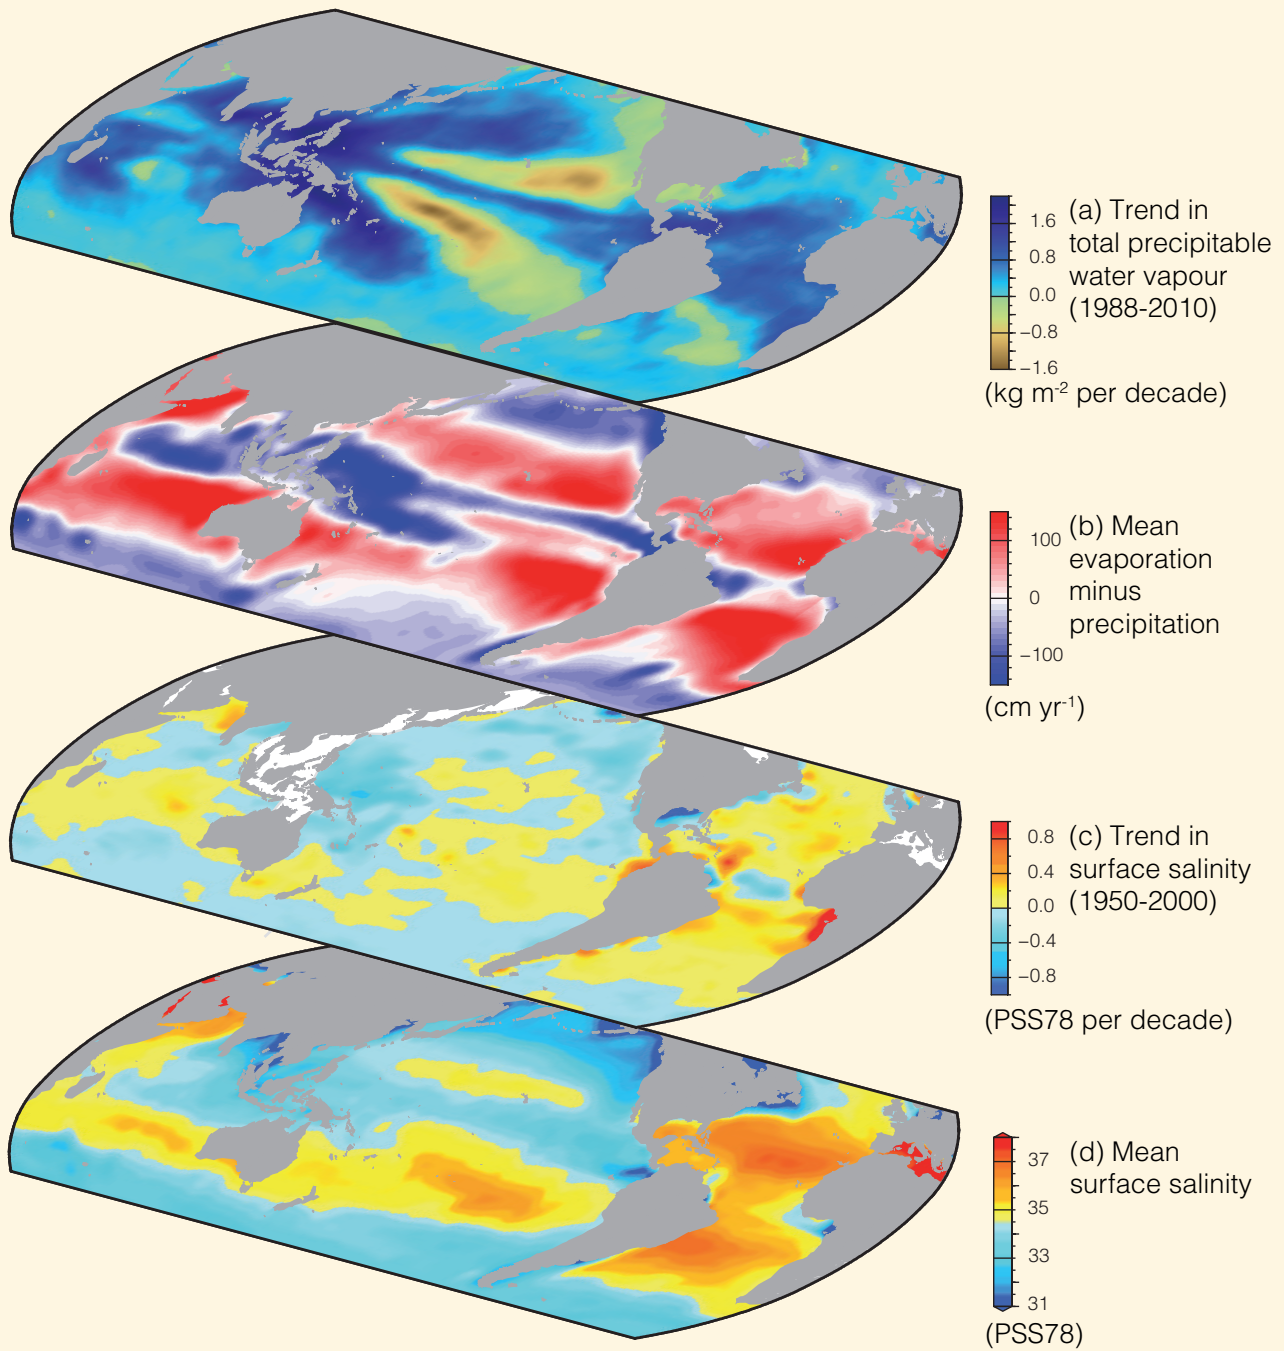 1.6
0.8
0.0
−0.8
−1.6
(a) Trend in
total precipitable
water vapour
(1988-2010)
(kg m⁻² per decade)
100
0
−100
(b) Mean
evaporation
minus
precipitation
(cm yr⁻¹)
0.8
0.4
0.0
−0.4
−0.8
(c) Trend in
surface salinity
(1950-2000)
(PSS78 per decade)
37
35
33
31
(d) Mean
surface salinity
(PSS78)